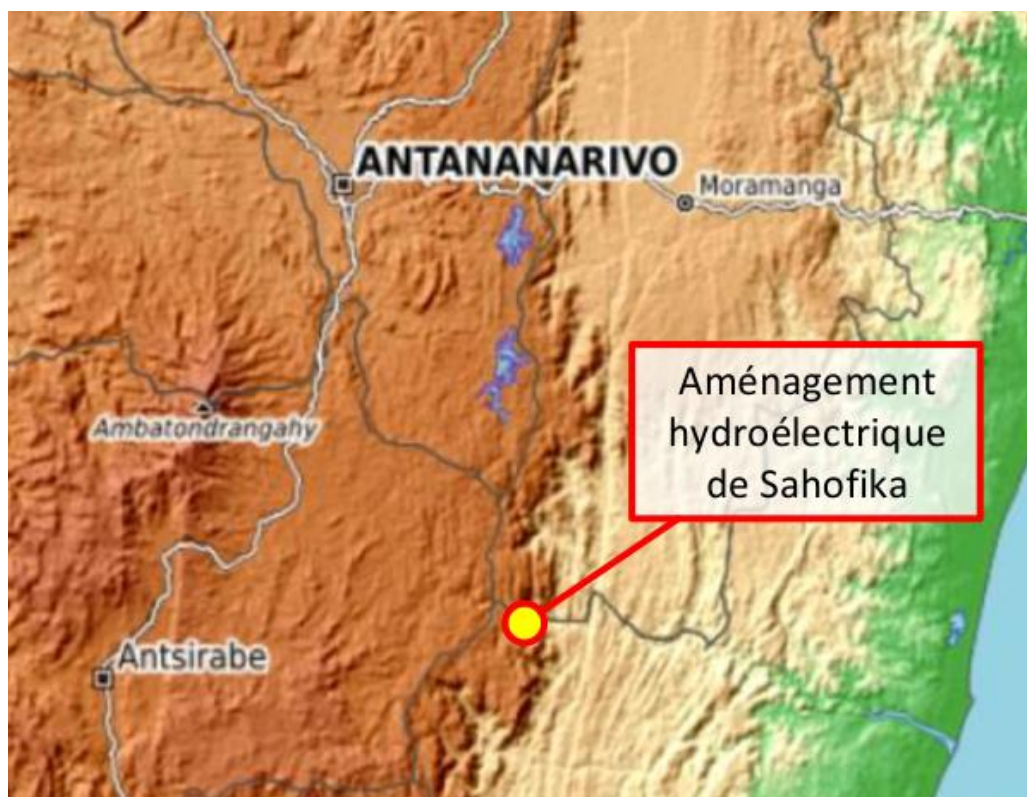 ANTANANARIVO
Moramanga
Aménagement
hydroélectrique
de Sahofika
Ambatondrangahy
Antsirabe